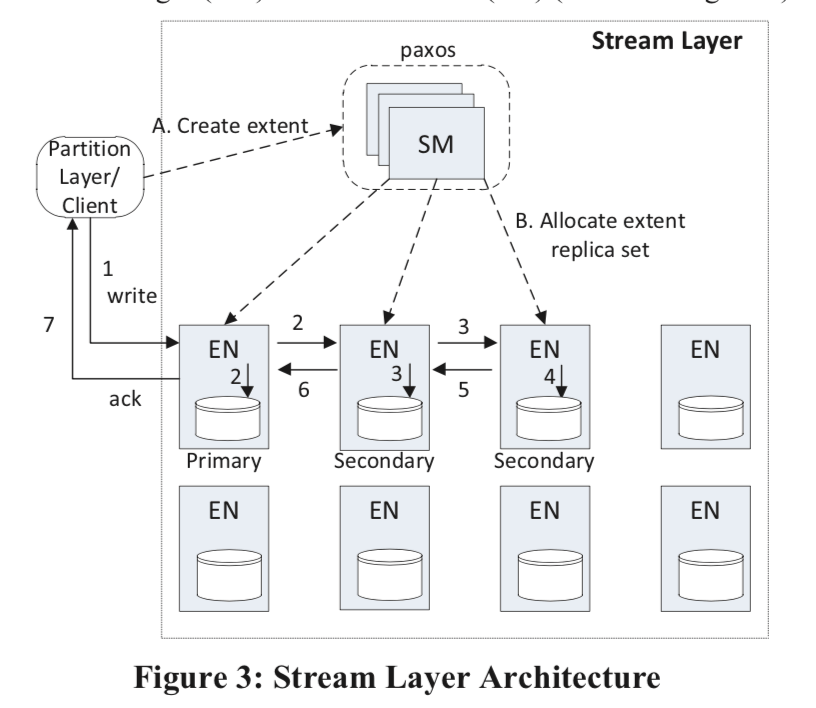 Stream Layer
paxos
A. Create extent
SM
Partition
Layer/
Client
B. Allocate extent
replica set
1
write
7
ack
EN
2
2
6
Primary
EN
3
3
5
Secondary
EN
4
Secondary
EN
EN
EN
EN
EN
Figure 3: Stream Layer Architecture